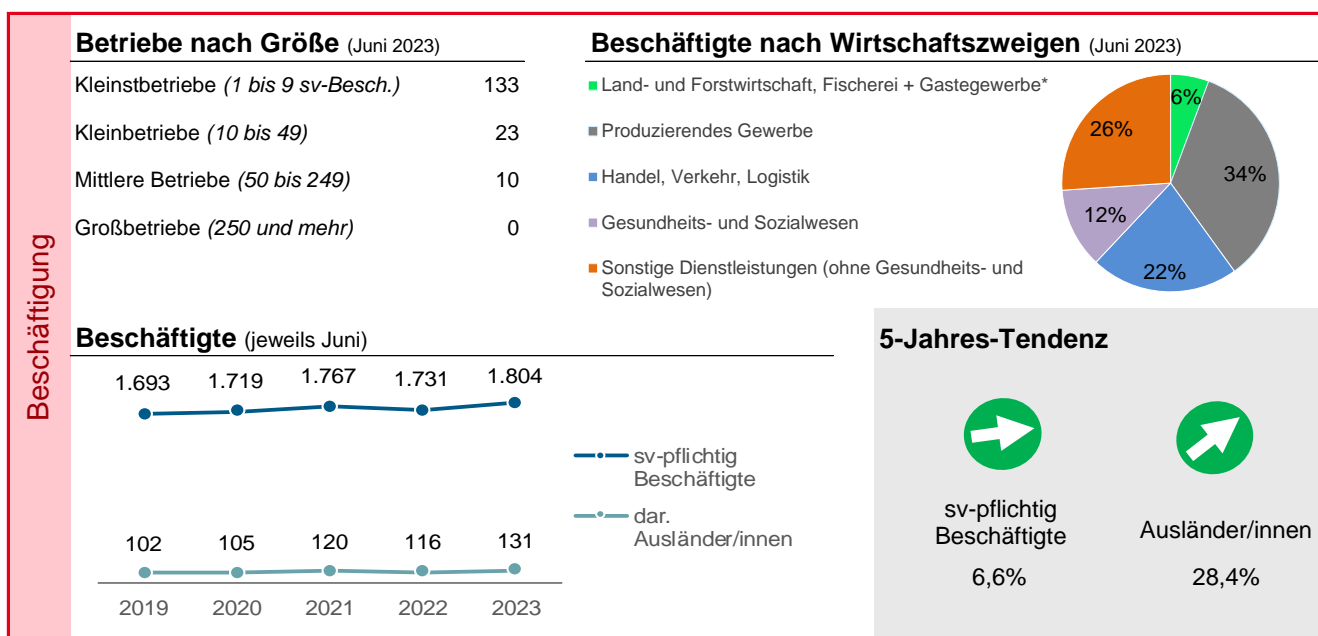 Beschäftigung
Betriebe nach Größe (Juni 2023)
Kleinstbetriebe (1 bis 9 sv-Besch.) 133
Kleinbetriebe (10 bis 49) 23
Mittlere Betriebe (50 bis 249) 10
Großbetriebe (250 und mehr) 0
Beschäftigte nach Wirtschaftszweigen (Juni 2023)
Land- und Forstwirtschaft, Fischerei + Gastegewerbe*
Produzierendes Gewerbe
Handel, Verkehr, Logistik
Gesundheits- und Sozialwesen
Sonstige Dienstleistungen (ohne Gesundheits- und
Sozialwesen)
6%
34%
22%
12%
26%
Beschäftigte (jeweils Juni)
1.693 1.719 1.767 1.731 1.804
102 105 120 116 131
2019 2020 2021 2022 2023
sv-pflichtig
Beschäftigte
dar.
Ausländer/innen
5-Jahres-Tendenz
sv-pflichtig
Beschäftigte
6,6%
Ausländer/innen
28,4%